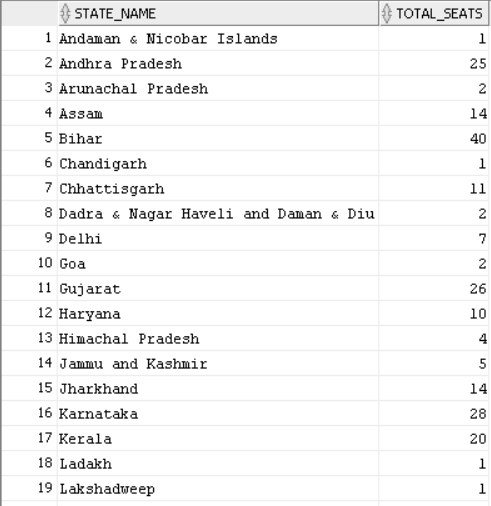 STATE_NAME TOTAL_SEATS
1 Andaman & Nicobar Islands 1
2 Andhra Pradesh 25
3 Arunachal Pradesh 2
4 Assam 14
5 Bihar 40
6 Chandigarh 1
7 Chhattisgarh 11
8 Dadra & Nagar Haveli and Daman & Diu 2
9 Delhi 7
10 Goa 2
11 Gujarat 26
12 Haryana 10
13 Himachal Pradesh 4
14 Jammu and Kashmir 5
15 Jharkhand 14
16 Karnataka 28
17 Kerala 20
18 Ladakh 1
19 Lakshadweep 1